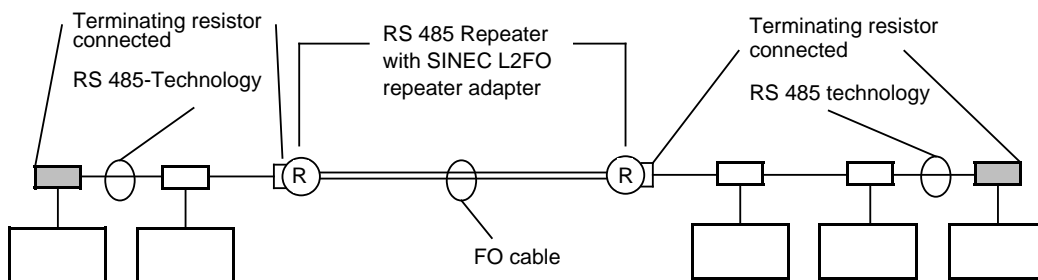 Terminating resistor
connected
RS 485-Technology
RS 485 Repeater
with SINEC L2FO
repeater adapter
Terminating resistor
connected
RS 485 technology
R
R
FO cable